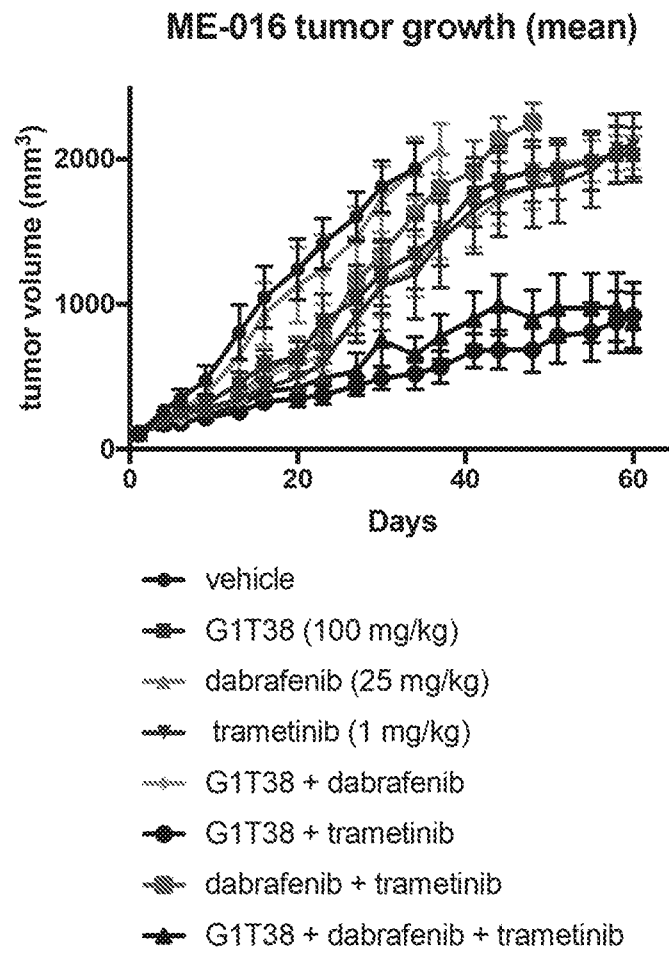 ME-016 tumor growth (mean)
tumor volume (mm³)
2000
1000
0
0 20 40 60
Days
vehicle
G1T38 (100 mg/kg)
dabrafenib (25 mg/kg)
trametinib (1 mg/kg)
G1T38 + dabrafenib
G1T38 + trametinib
dabrafenib + trametinib
G1T38 + dabrafenib + trametinib